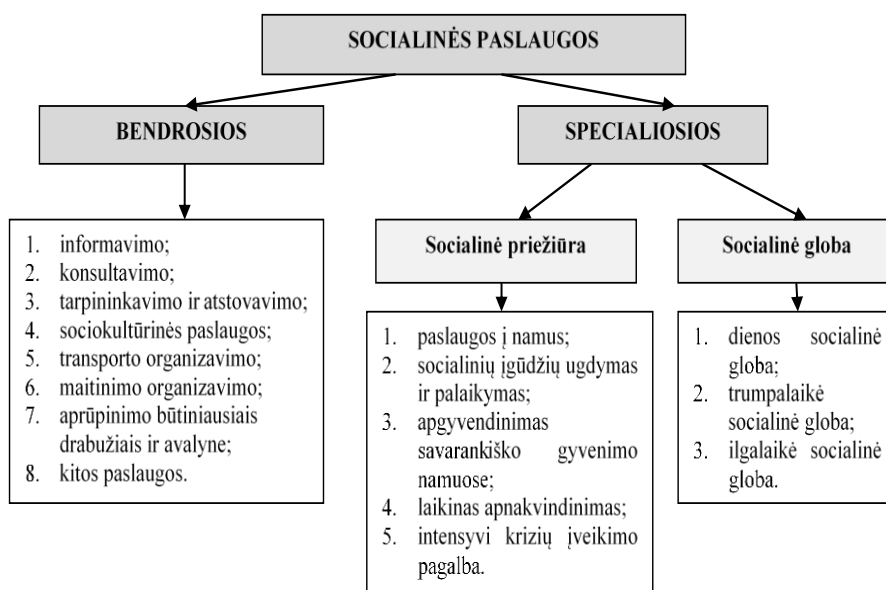 SOCIALINĖS PASLAUGOS
BENDROSIOS
SPECIALIOSIOS
1. informavimo;
2. konsultavimo;
3. tarpininkavimo ir atstovavimo;
4. sociokultūrinės paslaugos;
5. transporto organizavimo;
6. maitinimo organizavimo;
7. aprūpinimo būtiniausiais
drabužiais ir avalyne;
8. kitos paslaugos.
Socialinė priežiūra
1. paslaugos į namus;
2. socialinių įgūdžių ugdymas
ir palaikymas;
3. apgyvendinimas
savarankiško gyvenimo
namuose;
4. laikinas apnakvindinimas;
5. intensyvi krizių įveikimo
pagalba.
Socialinė globa
1. dienos socialinė
globa;
2. trumpalaikė
socialinė globa;
3. ilgalaikė socialinė
globa.